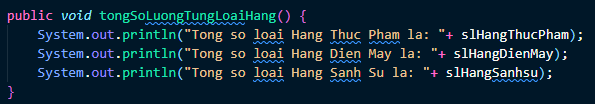 public void tongSoLuongTungLoaiHang() {
System.out.println("Tong so loai Hang Thuc Pham la: "+ slHangThucPham);
System.out.println("Tong so loai Hang Dien May la: "+ slHangDienMay);
System.out.println("Tong so loai Hang Sanh Su la: "+ slHangSanhsu);
}